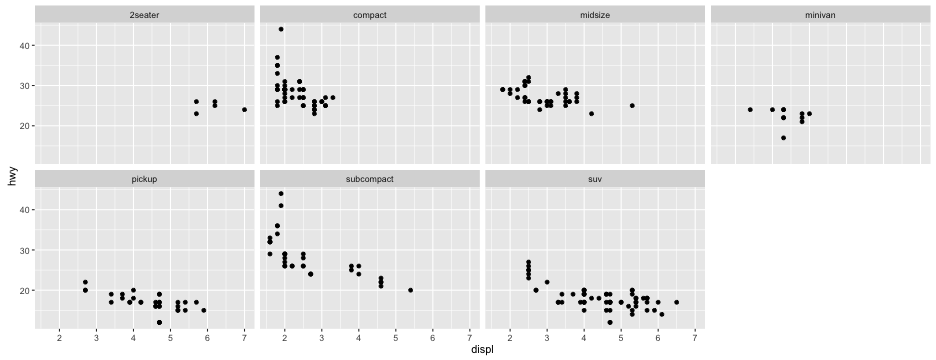 2seater compact midsize minivan
40
30
20
hwy
pickup subcompact suv
40
30
20
2 3 4 5 6 7 2 3 4 5 6 7 2 3 4 5 6 7
displ